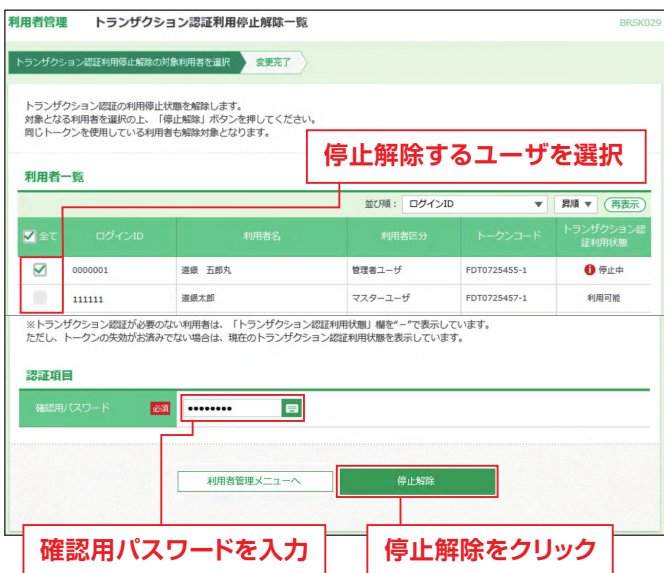 利用者管理 トランザクション認証利用停止解除一覧 BRSK029
トランザクション認証利用停止解除の対象利用者を選択 変更完了
トランザクション認証の利用停止状態を解除します。
対象となる利用者を選択の上、「停止解除」ボタンを押してください。
同じトークンを使用している利用者も解除対象となります。
停止解除するユーザを選択
利用者一覧
並び順： ログインID ▼ 昇順 ▼ 再表示
全て ログインID 利用者名 利用者区分 トークンコード トランザクション認証利用状態
0000001 道銀 五郎丸 管理者ユーザ FDT0725455-1 停止中
111111 道銀太郎 マスターユーザ FDT0725457-1 利用可能
※トランザクション認証が必要のない利用者は、「トランザクション認証利用状態」欄を"−"で表示しています。
ただし、トークンの失効がお済みでない場合は、現在のトランザクション認証利用状態を表示しています。
認証項目
確認用パスワード 必須 ●●●●●●●●
利用者管理メニューへ 停止解除
確認用パスワードを入力 停止解除をクリック